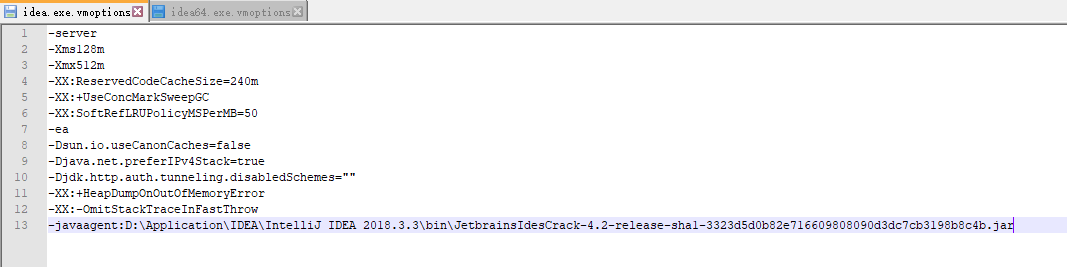 idea.exe.vmoptions idea64.exe.vmoptions
1 -server
2 -Xms128m
3 -Xmx512m
4 -XX:ReservedCodeCacheSize=240m
5 -XX:+UseConcMarkSweepGC
6 -XX:SoftRefLRUPolicyMSPerMB=50
7 -ea
8 -Dsun.io.useCanonCaches=false
9 -Djava.net.preferIPv4Stack=true
10 -Djdk.http.auth.tunneling.disabledSchemes=""
11 -XX:+HeapDumpOnOutOfMemoryError
12 -XX:-OmitStackTraceInFastThrow
13 -javaagent:D:\Application\IDEA\IntelliJ IDEA 2018.3.3\bin\JetbrainsIdesCrack-4.2-release-sha1-3323d5d0b82e716609808090d3dc7cb3198b8c4b.jar